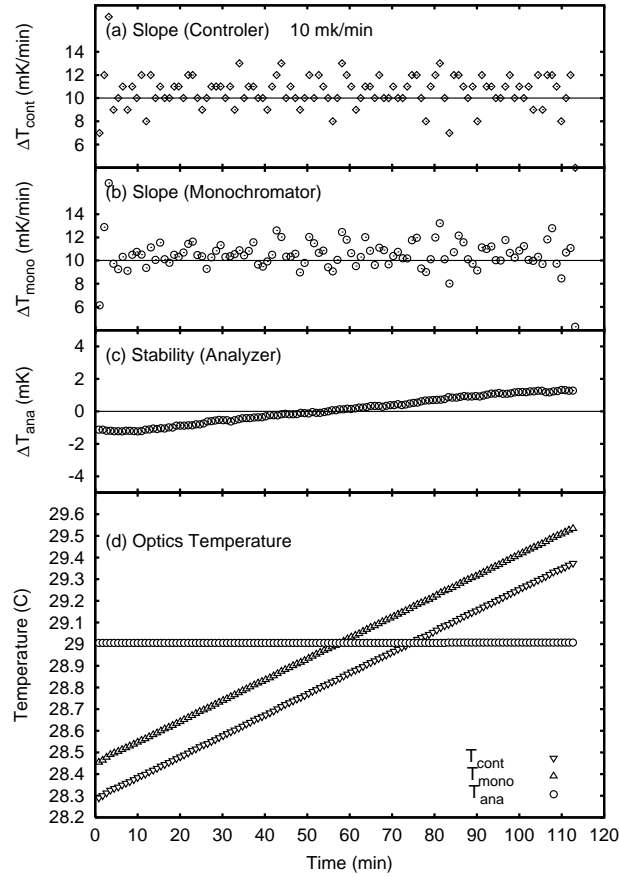 (a) Slope (Controler) 10 mk/min
14
12
10
8
6
ΔT_cont (mK/min)
(b) Slope (Monochromator)
14
12
10
8
6
ΔT_mono (mK/min)
(c) Stability (Analyzer)
4
2
0
-2
-4
ΔT_ana (mK)
(d) Optics Temperature
29.6
29.5
29.4
29.3
29.2
29.1
29
28.9
28.8
28.7
28.6
28.5
28.4
28.3
28.2
Temperature (C)
T_cont
T_mono
T_ana
0 10 20 30 40 50 60 70 80 90 100 110 120
Time (min)